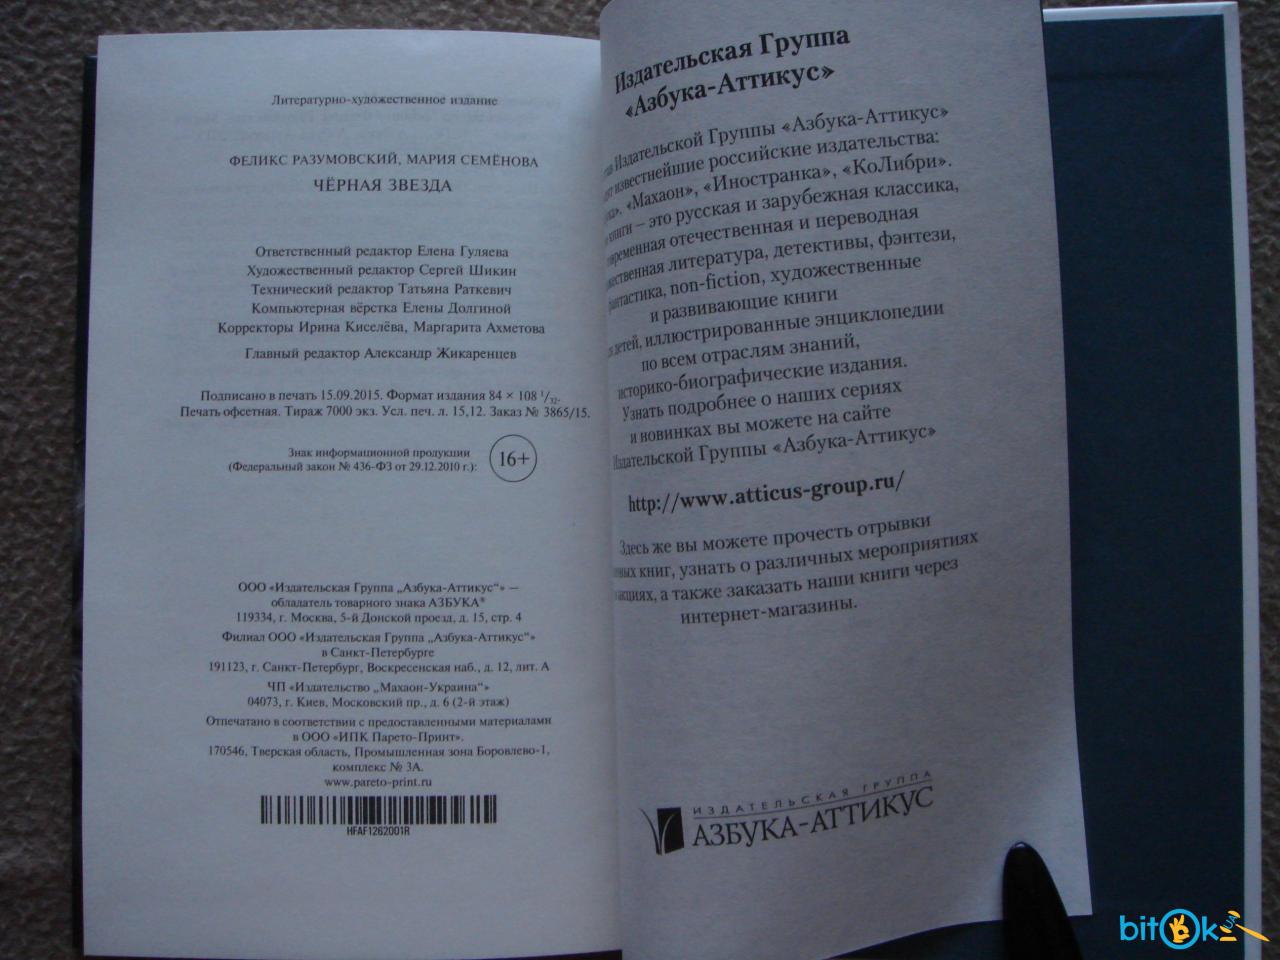 Литературно-художественное издание
ФЕЛИКС РАЗУМОВСКИЙ, МАРИЯ СЕМЁНОВА
ЧЁРНАЯ ЗВЕЗДА
Ответственный редактор Елена Гуляева
Художественный редактор Сергей Шикин
Технический редактор Татьяна Раткевич
Компьютерная вёрстка Елены Долгиной
Корректоры Ирина Киселёва, Маргарита Ахметова
Главный редактор Александр Жикаренцев
Подписано в печать 15.09.2015. Формат издания 84 × 108 1/32.
Печать офсетная. Тираж 7000 экз. Усл. печ. л. 15,12. Заказ № 3865/15.
Знак информационной продукции
(Федеральный закон № 436-ФЗ от 29.12.2010 г.):
16+
ООО «Издательская Группа „Азбука-Аттикус“» —
обладатель товарного знака АЗБУКА®
119334, г. Москва, 5-й Донской проезд, д. 15, стр. 4
Филиал ООО «Издательская Группа „Азбука-Аттикус“»
в Санкт-Петербурге
191123, г. Санкт-Петербург, Воскресенская наб., д. 12, лит. А
ЧП «Издательство „Махаон-Украина“»
04073, г. Киев, Московский пр., д. 6 (2-й этаж)
Отпечатано в соответствии с предоставленными материалами
в ООО «ИПК Парето-Принт».
170546, Тверская область, Промышленная зона Боровлево-1,
комплекс № 3А.
www.pareto-print.ru
HFAF1262001R
Издательская Группа
«Азбука-Аттикус»
Издательской Группы «Азбука-Аттикус»
известнейшие российские издательства:
«Махаон», «Иностранка», «КоЛибри».
книги – это русская и зарубежная классика,
отечественная и переводная
литература, детективы, фэнтези,
фантастика, non-fiction, художественные
и развивающие книги
детей, иллюстрированные энциклопедии
по всем отраслям знаний,
историко-биографические издания.
Узнать подробнее о наших сериях
и новинках вы можете на сайте
Издательской Группы «Азбука-Аттикус»
http://www.atticus-group.ru/
Здесь же вы можете прочесть отрывки
книг, узнать о различных мероприятиях
акциях, а также заказать наши книги через
интернет-магазины.
ИЗДАТЕЛЬСКАЯ ГРУППА
АЗБУКА-АТТИКУС
bitOk
UA